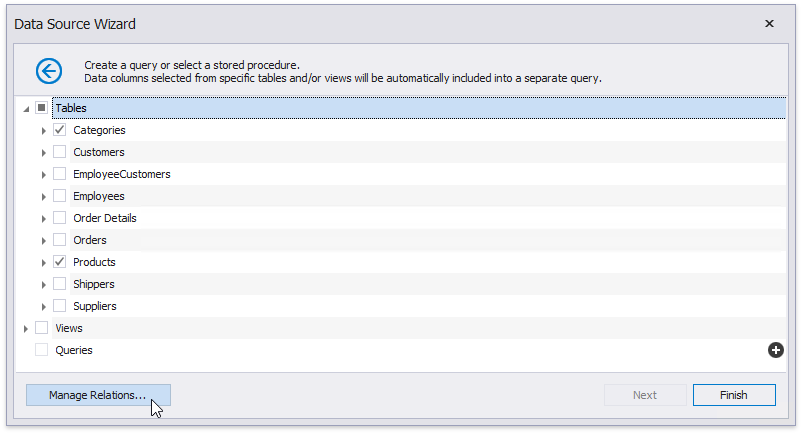 Data Source Wizard
Create a query or select a stored procedure.
Data columns selected from specific tables and/or views will be automatically included into a separate query.
Tables
Categories
Customers
EmployeeCustomers
Employees
Order Details
Orders
Products
Shippers
Suppliers
Views
Queries
Manage Relations...
Next
Finish